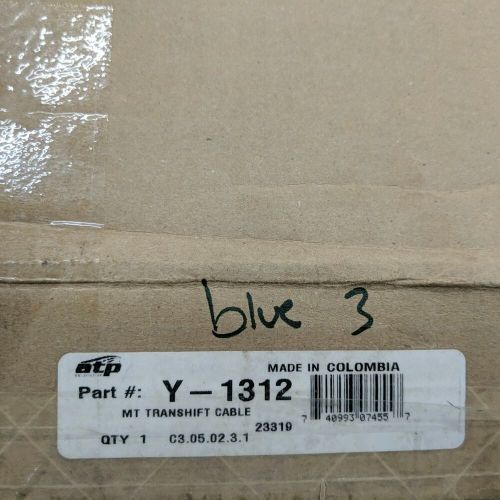 blue 3
atp
MADE IN COLOMBIA
Part #: Y-1312
MT TRANSHIFT CABLE
23319
7 40993 07455 7
QTY 1 C3.05.02.3.1